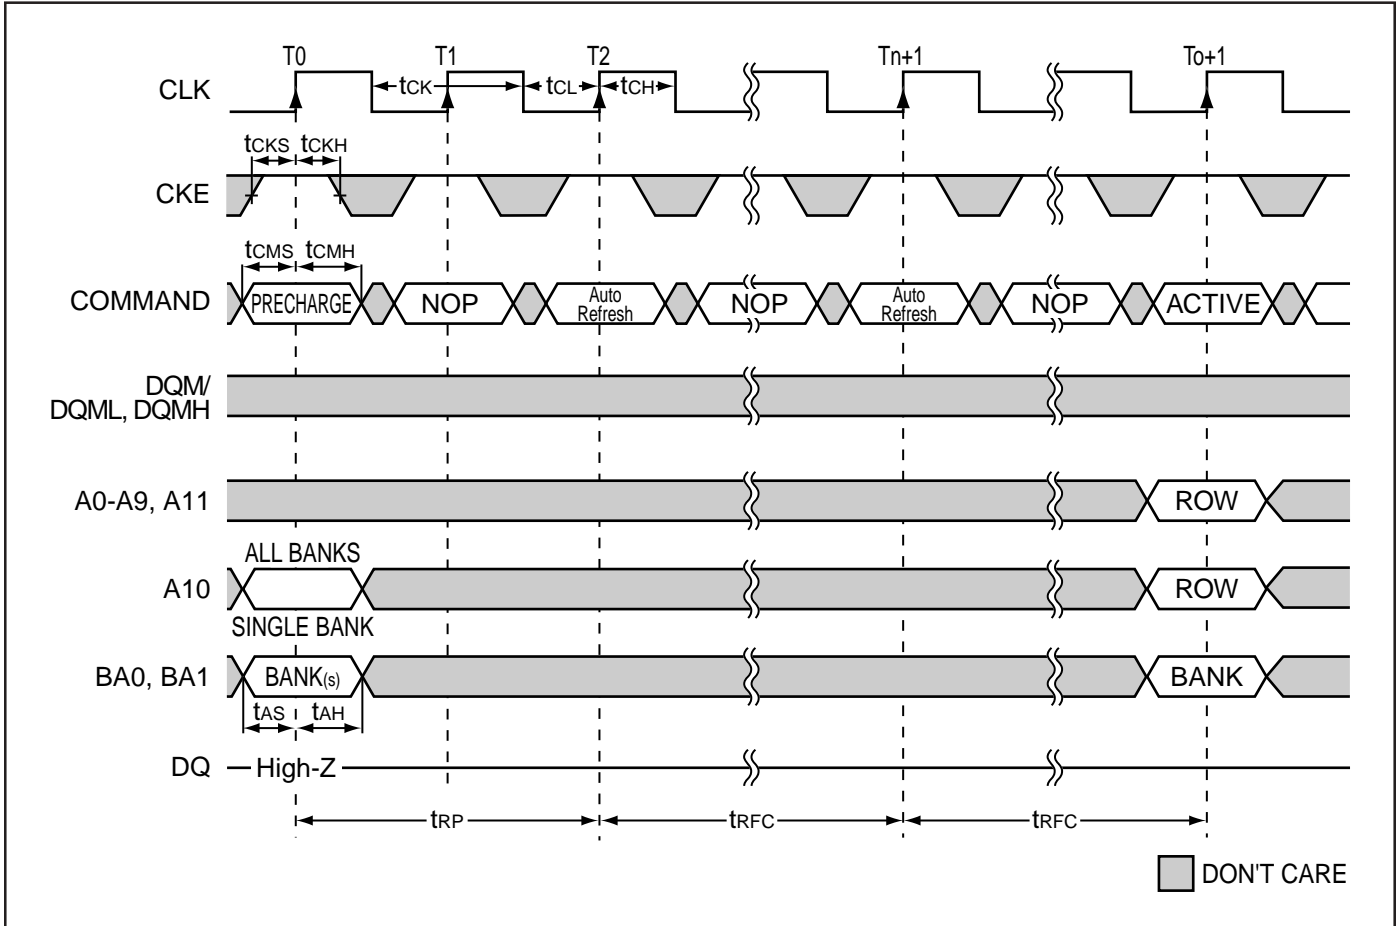 T0 T1 T2 Tn+1 To+1
CLK tCK tCL tCH
tCKS tCKH
CKE
tCMS tCMH
COMMAND PRECHARGE NOP Auto Refresh NOP Auto Refresh NOP ACTIVE
DQM/
DQML, DQMH
A0-A9, A11 ROW
ALL BANKS
A10 ROW
SINGLE BANK
BA0, BA1 BANK(s) BANK
tAS tAH
DQ High-Z
tRP tRFC tRFC
DON'T CARE